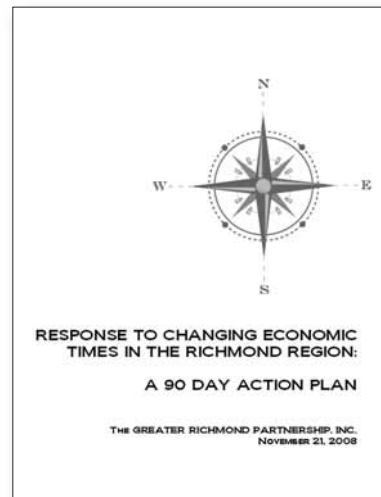 N
W
E
S
RESPONSE TO CHANGING ECONOMIC
TIMES IN THE RICHMOND REGION:
A 90 DAY ACTION PLAN
THE GREATER RICHMOND PARTNERSHIP, INC.
NOVEMBER 21, 2008